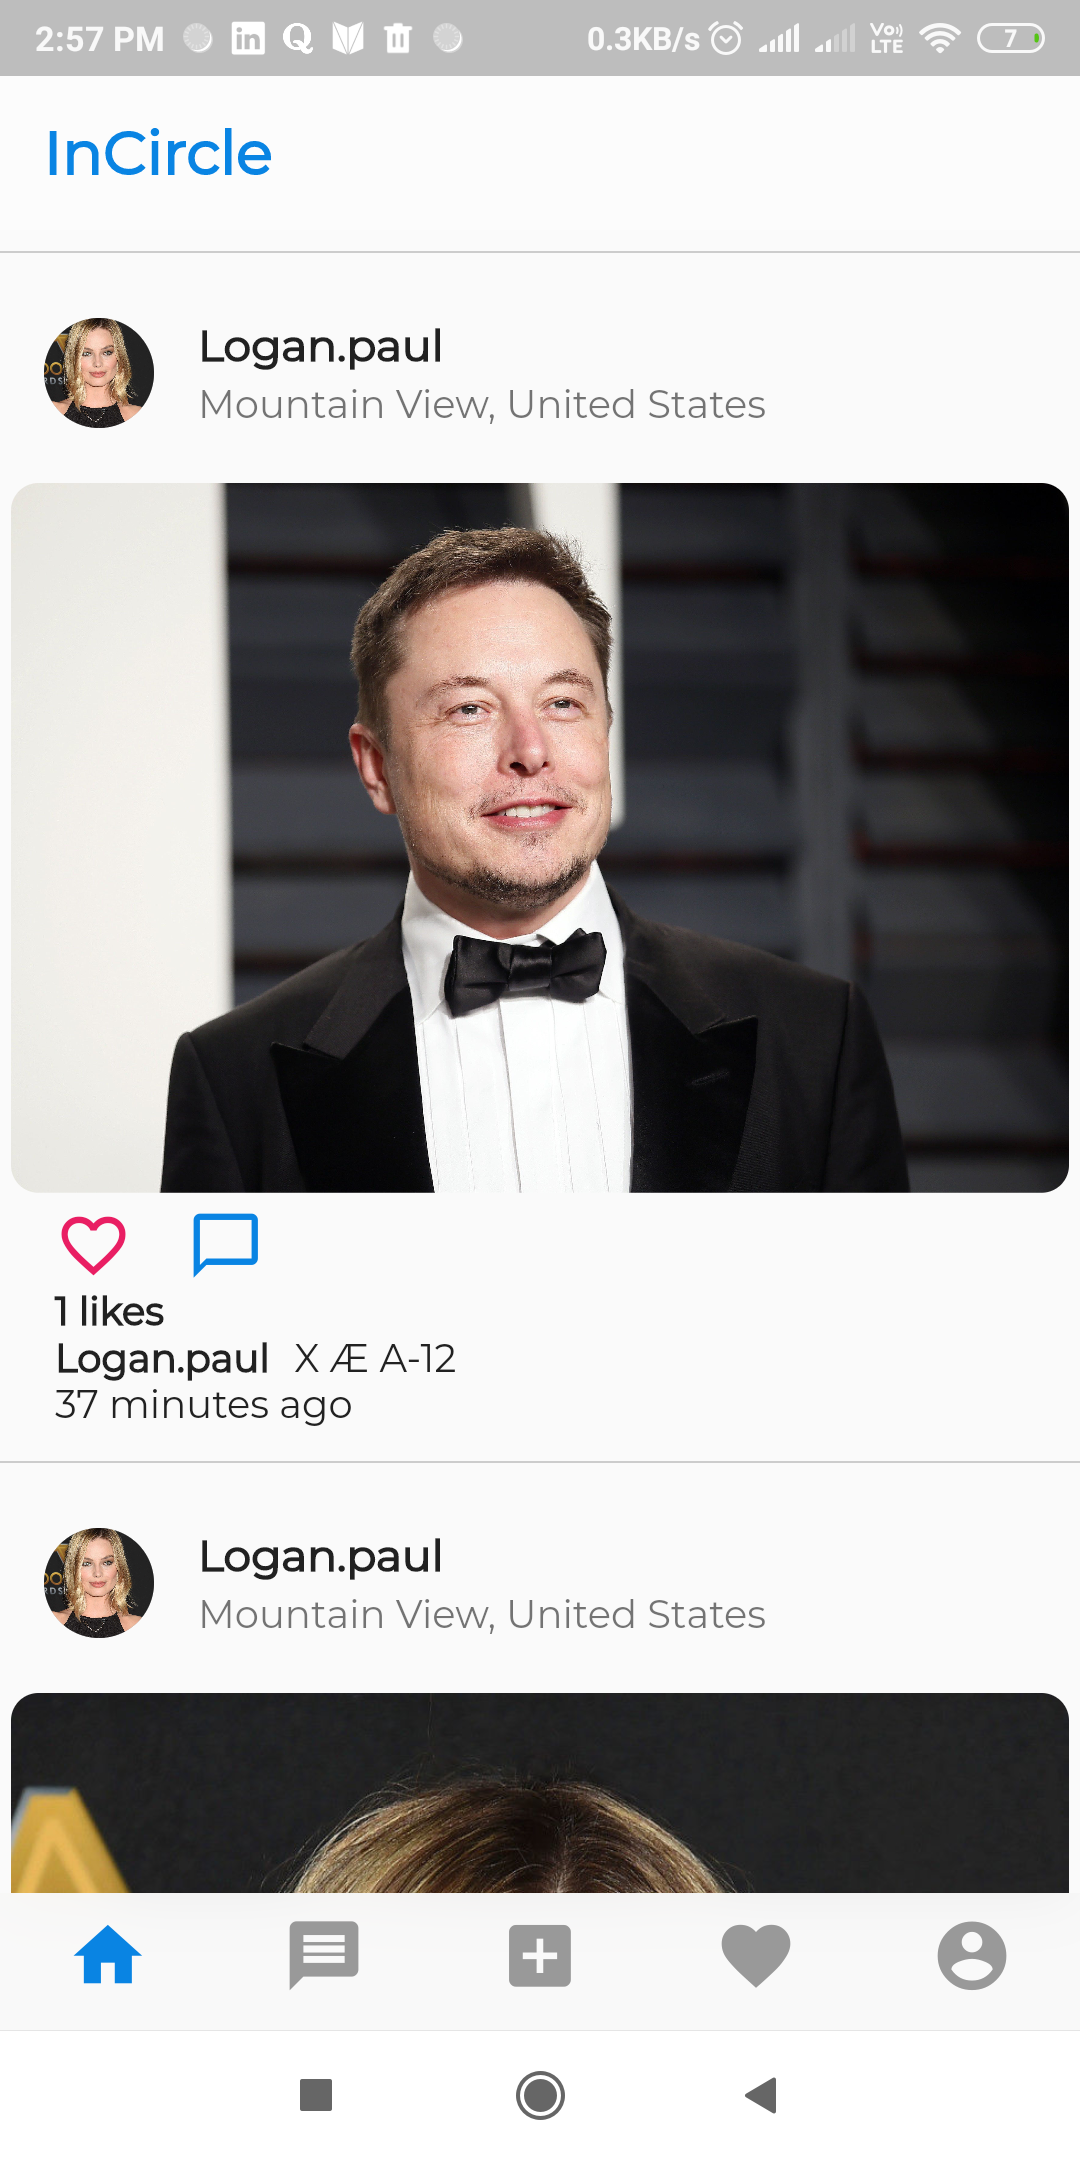 2:57 PM in Q 0.3KB/s Vo) LTE 7
InCircle
Logan.paul
Mountain View, United States
1 likes
Logan.paul X Æ A-12
37 minutes ago
Logan.paul
Mountain View, United States